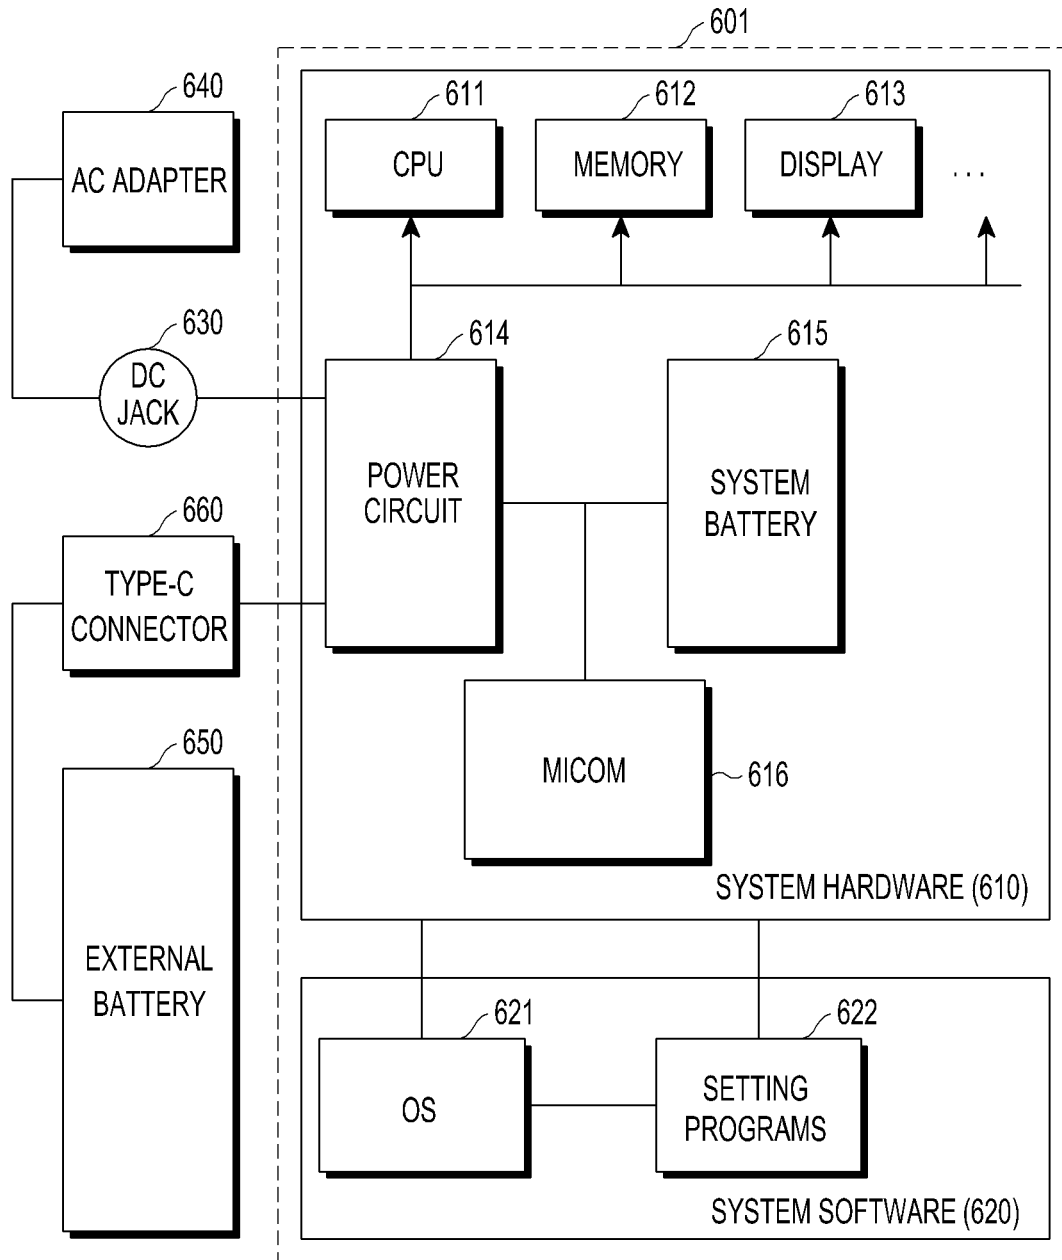 601
640
AC ADAPTER
611
CPU
612
MEMORY
613
DISPLAY
...
630
DC
JACK
614
POWER
CIRCUIT
615
SYSTEM
BATTERY
660
TYPE-C
CONNECTOR
650
EXTERNAL
BATTERY
MICOM
616
SYSTEM HARDWARE (610)
621
OS
622
SETTING
PROGRAMS
SYSTEM SOFTWARE (620)